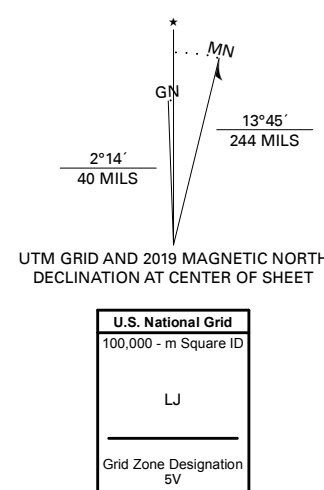 ★
MN
GN
13°45´
244 MILS
2°14´
40 MILS
UTM GRID AND 2019 MAGNETIC NORTH
DECLINATION AT CENTER OF SHEET
U.S. National Grid
100,000 - m Square ID
LJ
Grid Zone Designation
5V